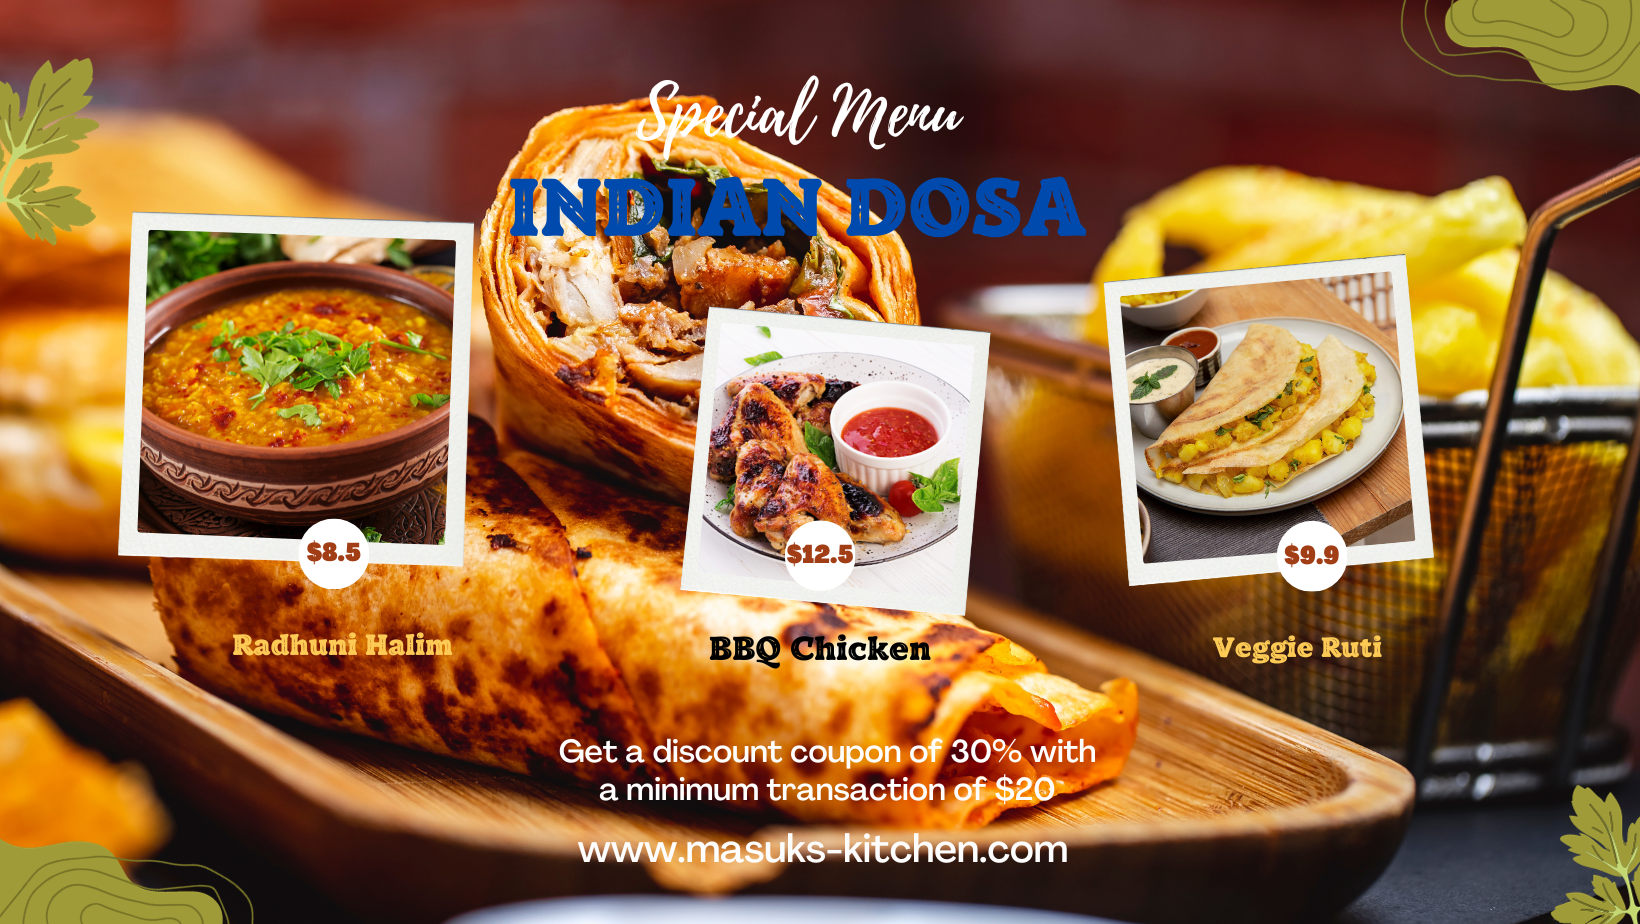 Special Menu
INDIAN DOSA
$8.5
$12.5
$9.9
Radhuni Halim
BBQ Chicken
Veggie Ruti
Get a discount coupon of 30% with
a minimum transaction of $20
www.masuks-kitchen.com